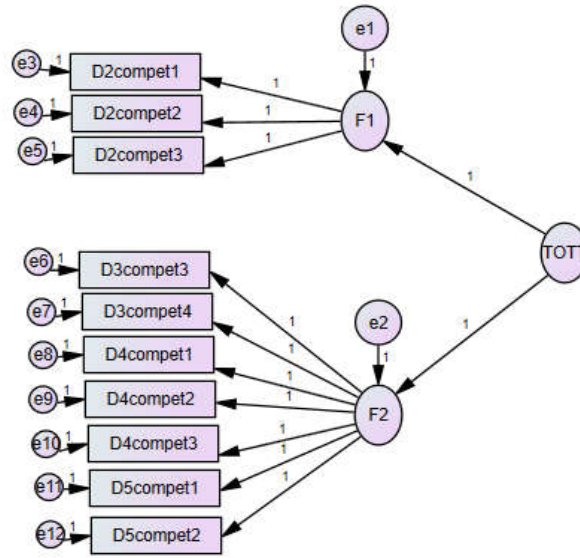 e1
e3 1 D2compet1
1
1
e4 1 D2compet2
1
F1
e5 1 D2compet3
1
1
TOT1
e6 1 D3compet3
e7 1 D3compet4
1
e2
1
e8 1 D4compet1
1
1
1
e9 1 D4compet2
1
F2
e10 1 D4compet3
1
1
e11 1 D5compet1
1
e12 1 D5compet2